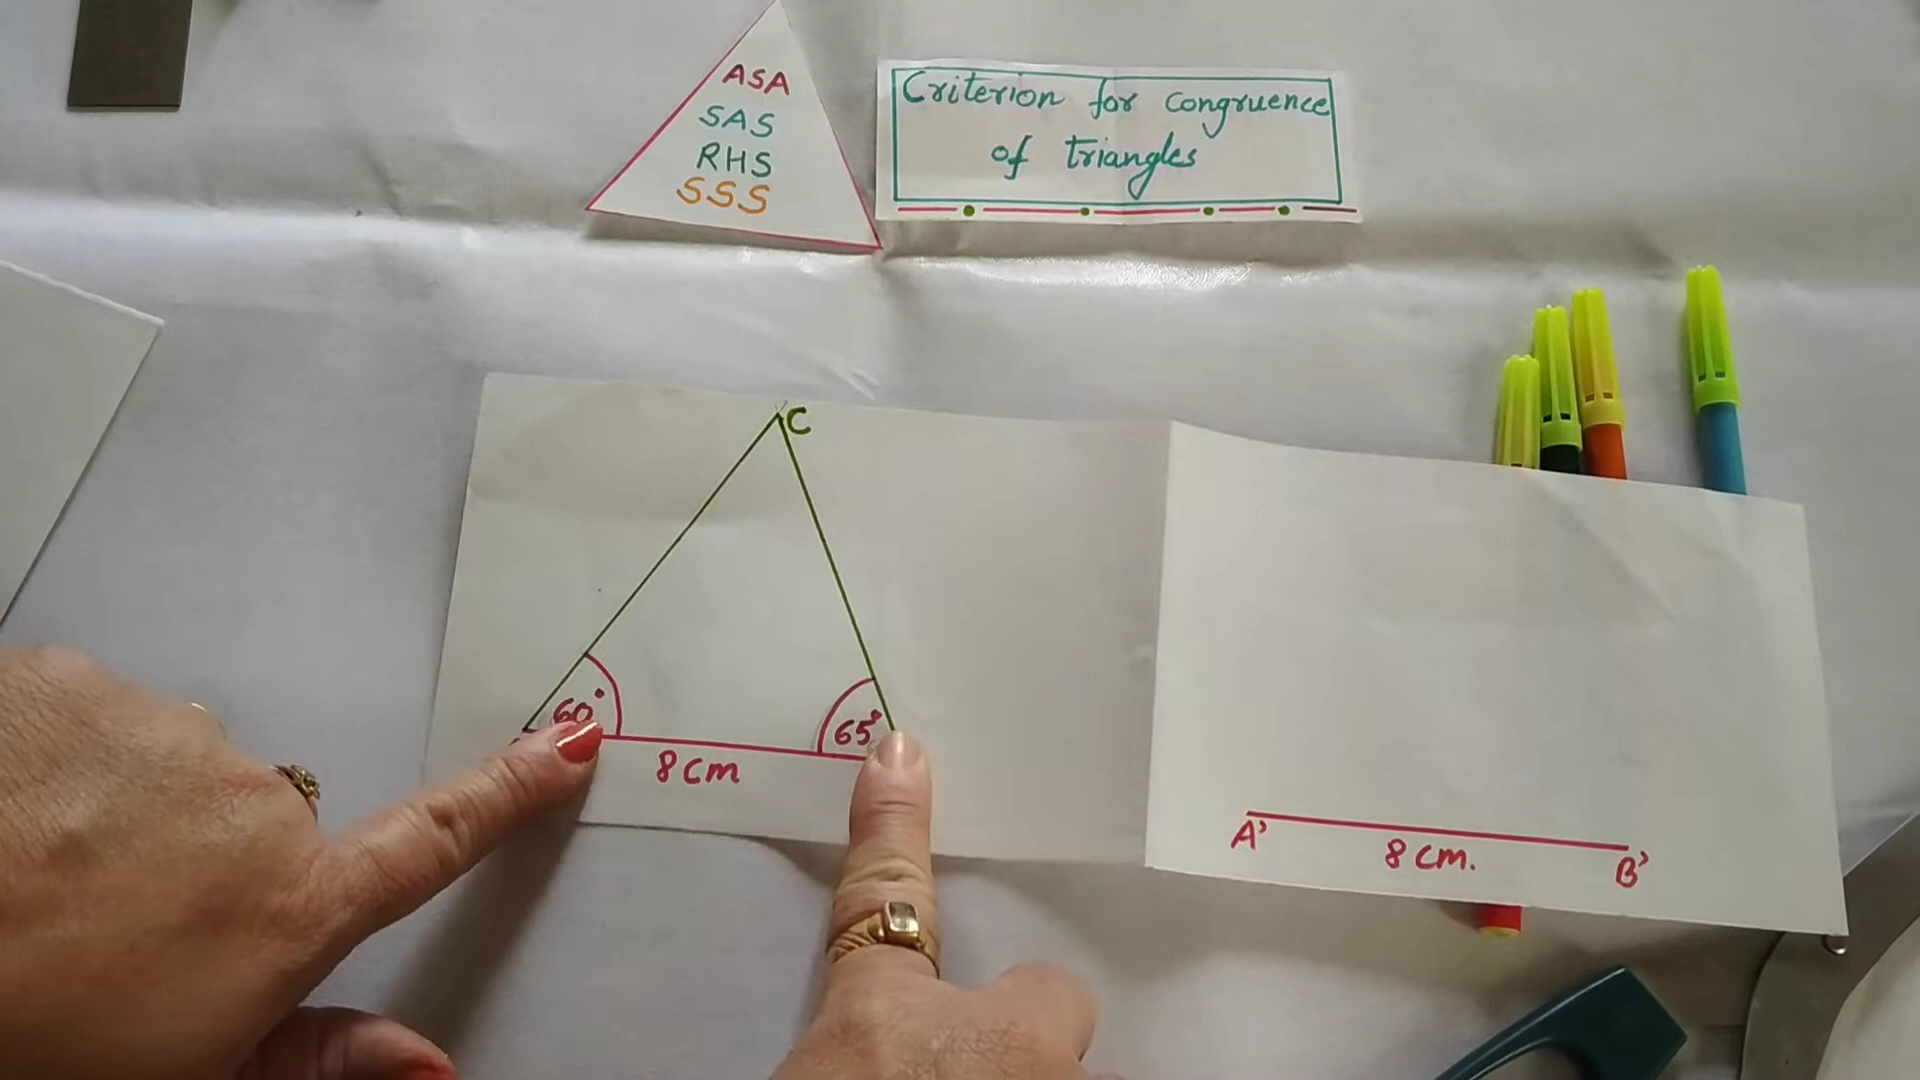 ASA
SAS
RHS
SSS
Criterion for congruence
of triangles
C
60°
65°
8 cm
A'
8 cm.
B'